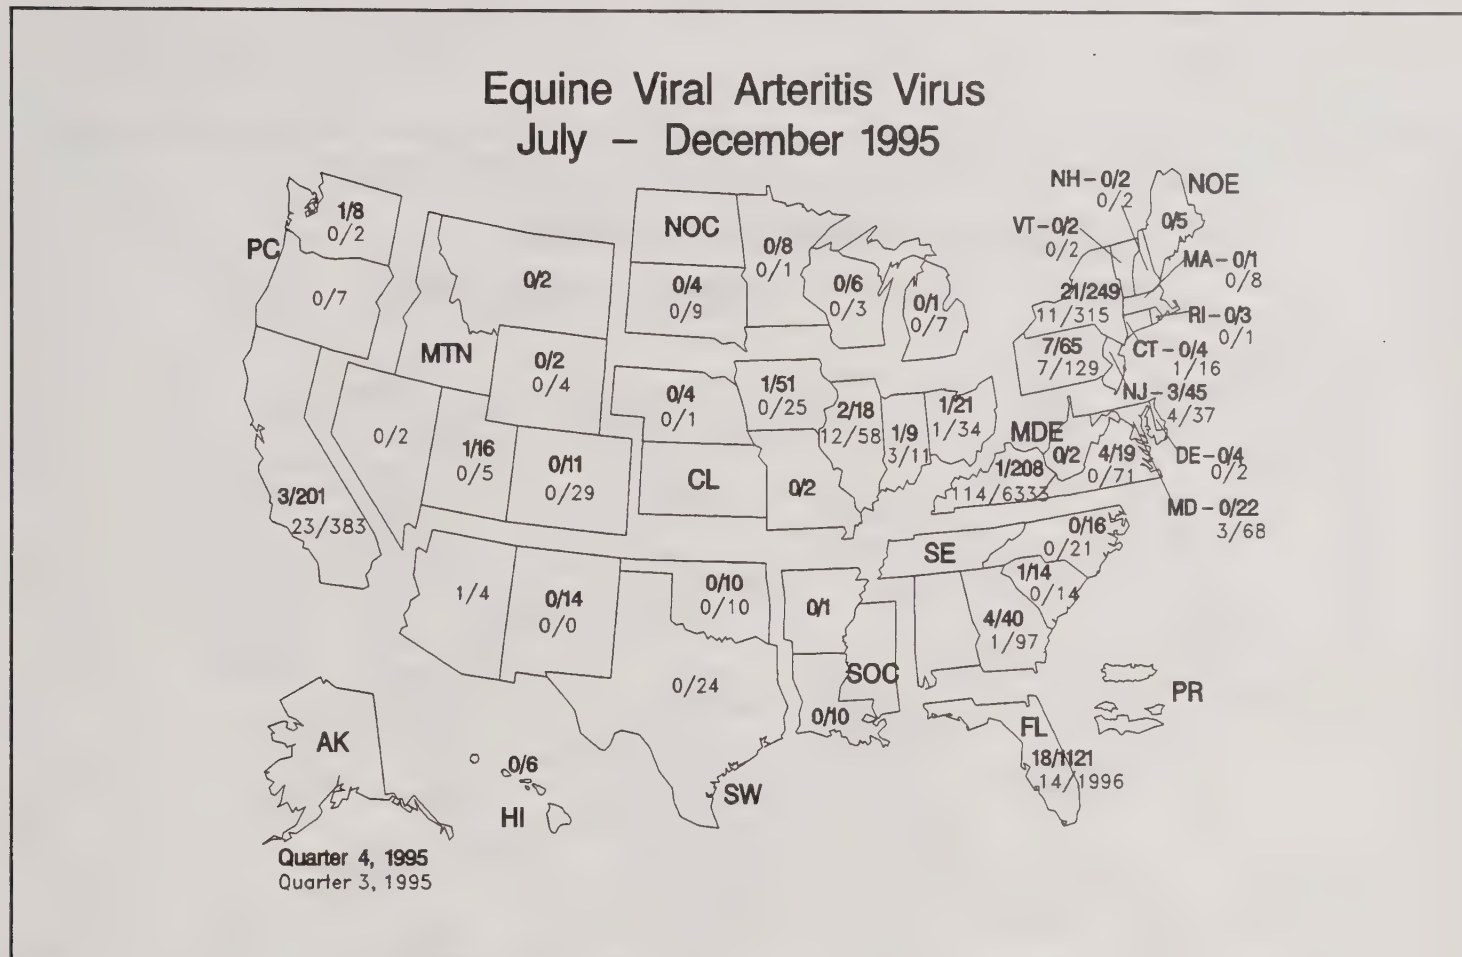 Equine Viral Arteritis Virus
July – December 1995
NH – 0/2
0/2
NOE
VT – 0/2
0/2
0/5
MA – 0/1
0/8
21/249
11/315
RI – 0/3
0/1
7/65
7/129
CT – 0/4
1/16
NJ – 3/45
4/37
PC
1/8
0/2
0/7
0/2
MTN
0/2
0/4
NOC
0/4
0/9
0/8
0/1
0/6
0/3
0/1
0/7
3/201
23/383
0/2
1/16
0/5
0/11
0/29
0/4
0/1
CL
1/51
0/25
0/2
2/18
12/58
1/9
3/11
1/21
1/34
MDE
0/2
4/19
0/71
1/208
114/6333
DE – 0/4
0/2
MD – 0/22
3/68
1/4
0/14
0/0
0/10
0/10
0/24
SW
0/1
SOC
0/10
SE
0/16
0/21
1/14
0/14
4/40
1/97
PR
FL
18/1121
14/1996
AK
0/6
HI
Quarter 4, 1995
Quarter 3, 1995